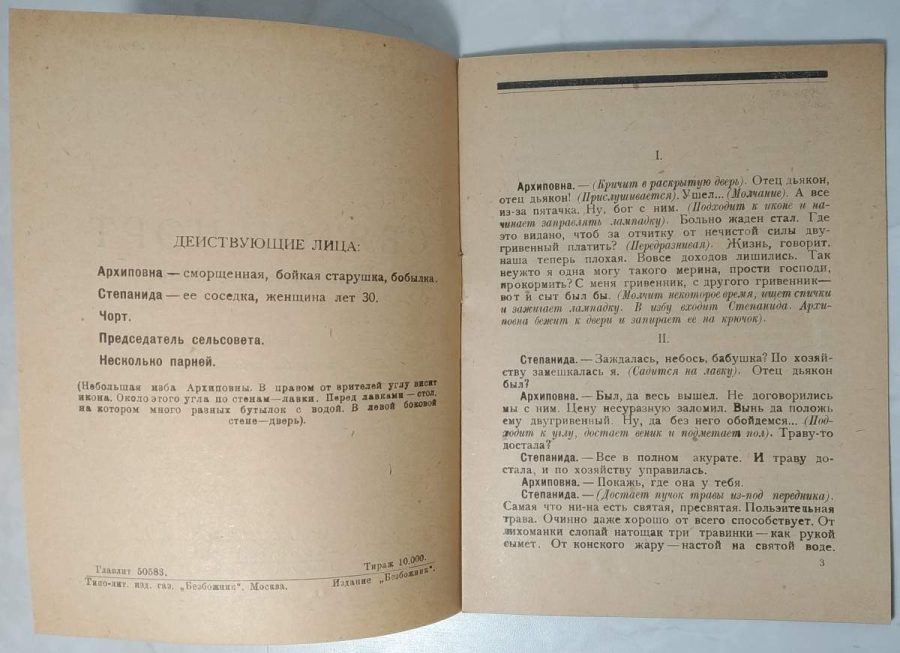 ДЕЙСТВУЮЩИЕ ЛИЦА:
Архиповна — сморщенная, бойкая старушка, бобылка.
Степанида — ее соседка, женщина лет 30.
Чорт.
Председатель сельсовета.
Несколько парней.
(Небольшая изба Архиповны. В правом от врителей углу висит
икона. Около этого угла по стенам—лавки. Перед лавками—стол,
на котором много разных бутылок с водой. В левой боковой
стене—дверь).
Главлит 50583.
Тираж 10.000.
Типо-лит. изд. газ. „Безбожник“, Москва.
Издание „Безбожник“.
I.
Архиповна. — (Кричит в раскрытую дверь). Отец дьякон,
отец дьякон! (Прислушивается). Ушел... (Молчание). А все
из-за пятачка. Ну, бог с ним. (Подходит к иконе и на-
чинает заправлять лампадку). Больно жаден стал. Где
это видано, чтоб за отчитку от нечистой силы дву-
гривенный платить? (Передразнивая). Жизнь, говорит,
наша теперь плохая. Вовсе доходов лишились. Так
неужто я одна могу такого мерина, прости господи,
прокормить? С меня гривенник, с другого гривенник—
вот и сыт был бы. (Молчит некоторое время, ищет спички
и зажигает лампадку. В избу входит Степанида. Архи-
повна бежит к двери и запирает ее на крючок).
II.
Степанида. — Заждалась, небось, бабушка? По хозяй-
ству замешкалась я. (Садится на лавку). Отец дьякон
был?
Архиповна. — Был, да весь вышел. Не договорились
мы с ним. Цену несуразную заломил. Вынь да положь
ему двугривенный. Ну, да без него обойдемся... (Под-
ходит к углу, достает веник и подметает пол). Траву-то
достала?
Степанида. — Все в полном акурате. И траву до-
стала, и по хозяйству управилась.
Архиповна. — Покажь, где она у тебя.
Степанида. — (Достает пучок травы из-под передника).
Самая что ни-на есть святая, пресвятая. Пользительная
трава. Очинно даже хорошо от всего способствует. От
лихоманки слопай натощак три травинки — как рукой
сымет. От конского жару — настой на святой воде.
3